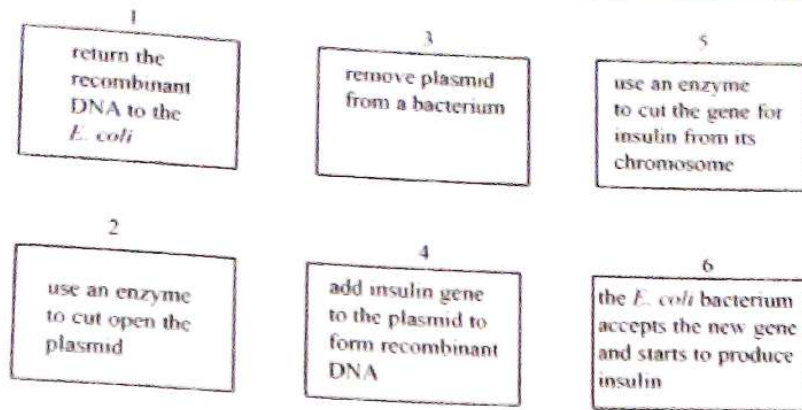 1
return the
recombinant
DNA to the
E. coli
3
remove plasmid
from a bacterium
5
use an enzyme
to cut the gene for
insulin from its
chromosome
2
use an enzyme
to cut open the
plasmid
4
add insulin gene
to the plasmid to
form recombinant
DNA
6
the E. coli bacterium
accepts the new gene
and starts to produce
insulin